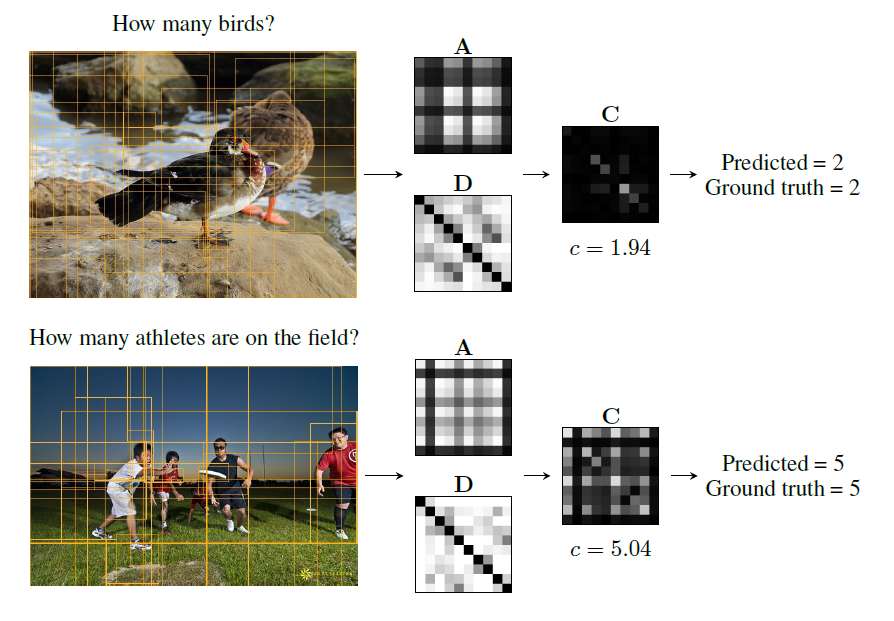 How many birds?
A
D
C
c = 1.94
Predicted = 2
Ground truth = 2
How many athletes are on the field?
A
D
C
c = 5.04
Predicted = 5
Ground truth = 5